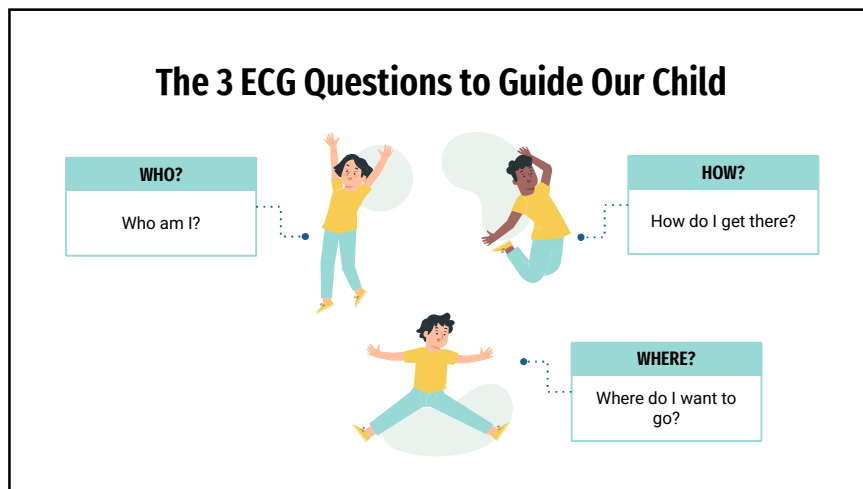 The 3 ECG Questions to Guide Our Child
WHO?
Who am I?
HOW?
How do I get there?
WHERE?
Where do I want to
go?